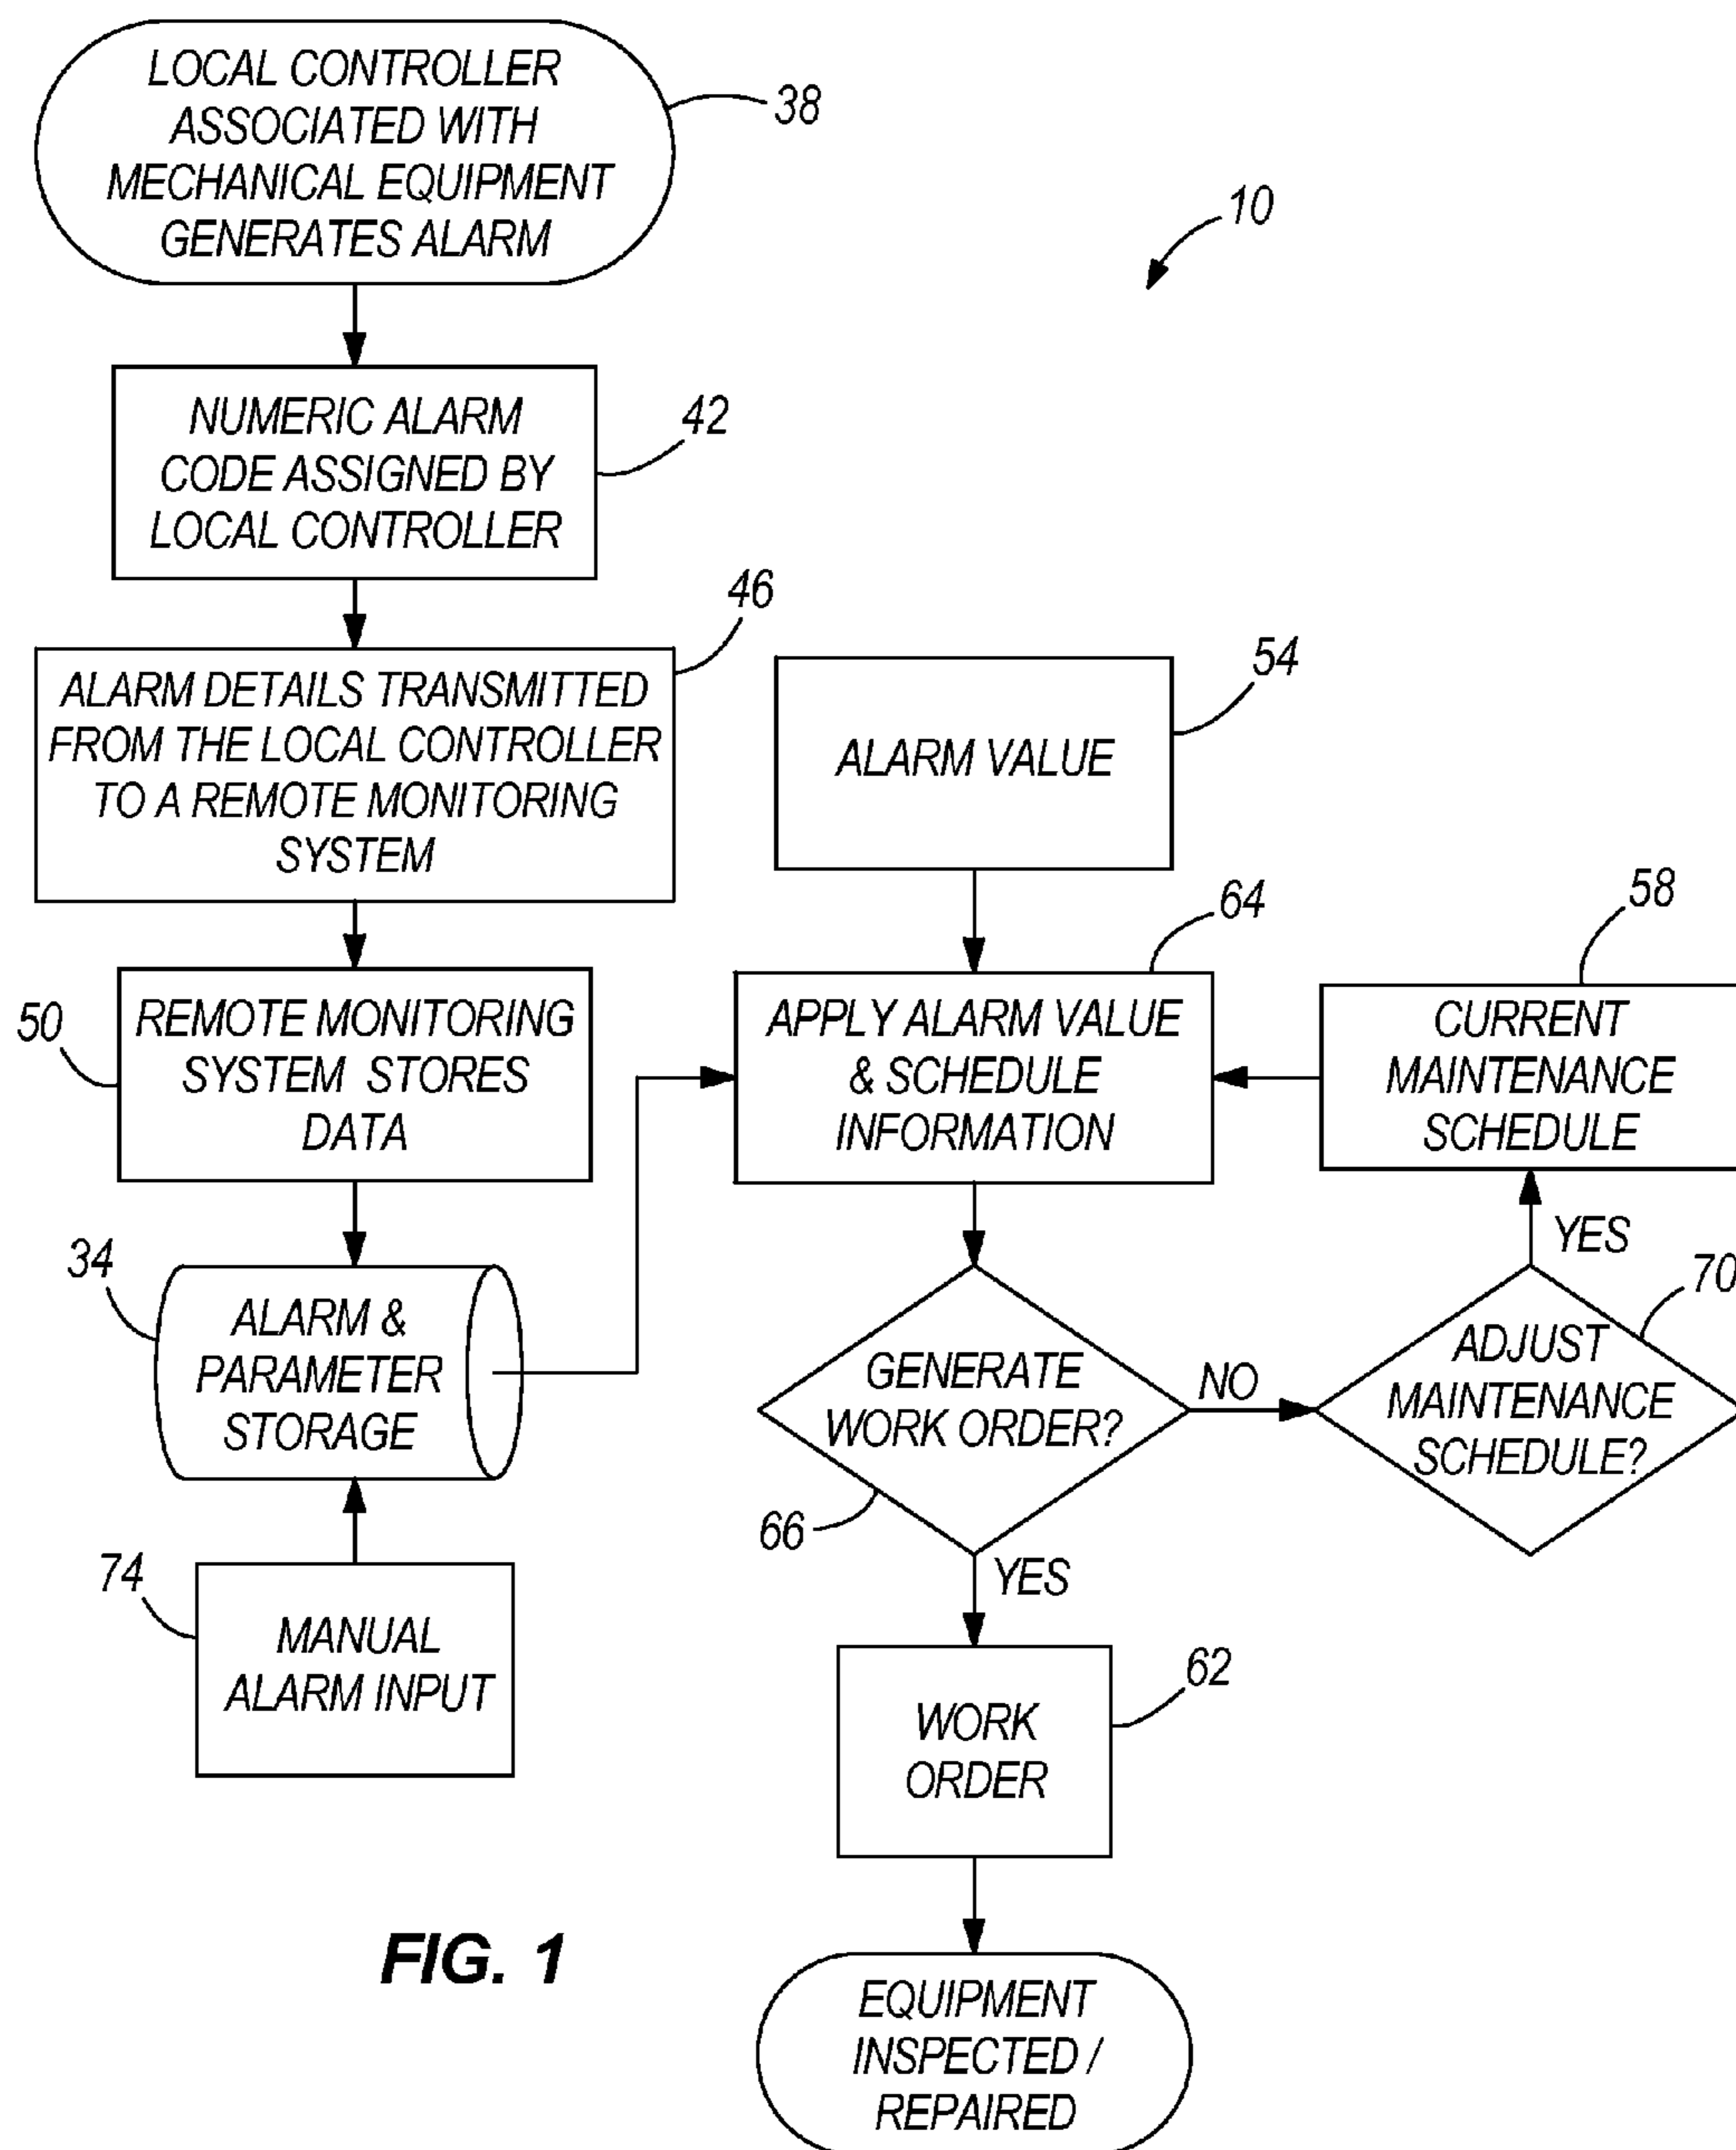 LOCAL CONTROLLER
ASSOCIATED WITH
MECHANICAL EQUIPMENT
GENERATES ALARM
38
10
NUMERIC ALARM
CODE ASSIGNED BY
LOCAL CONTROLLER
42
46
ALARM DETAILS TRANSMITTED
FROM THE LOCAL CONTROLLER
TO A REMOTE MONITORING
SYSTEM
54
ALARM VALUE
50
REMOTE MONITORING
SYSTEM STORES
DATA
64
APPLY ALARM VALUE
& SCHEDULE
INFORMATION
58
CURRENT
MAINTENANCE
SCHEDULE
34
ALARM &
PARAMETER
STORAGE
GENERATE
WORK ORDER?
66
NO
YES
70
ADJUST
MAINTENANCE
SCHEDULE?
74
MANUAL
ALARM INPUT
YES
62
WORK
ORDER
FIG. 1
EQUIPMENT
INSPECTED /
REPAIRED